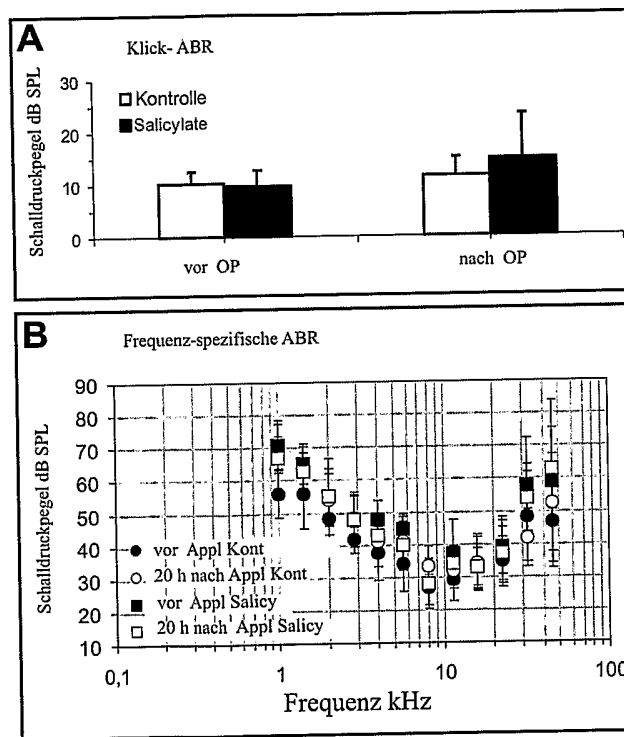 A
Klick- ABR
Schalldruckpegel dB SPL
30
20
10
0
Kontrolle
Salicylate
vor OP
nach OP
B
Frequenz-spezifische ABR
Schalldruckpegel dB SPL
90
80
70
60
50
40
30
20
10
vor Appl Kont
20 h nach Appl Kont
vor Appl Salicy
20 h nach Appl Salicy
0,1
1
10
100
Frequenz kHz